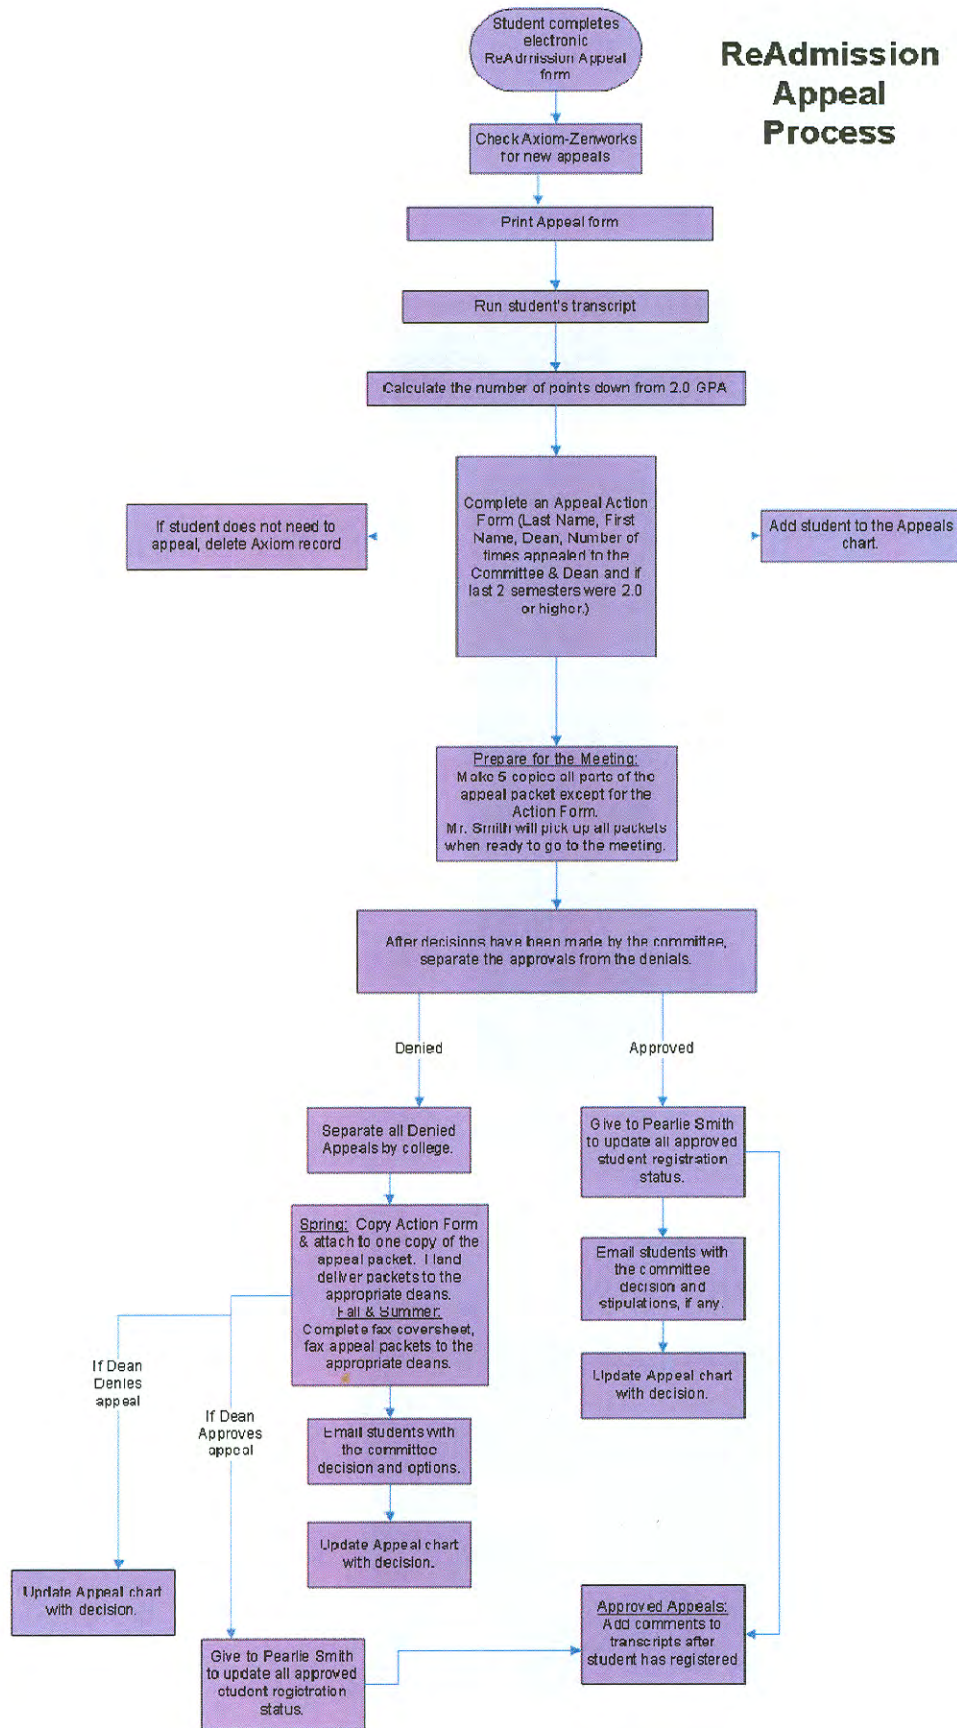 ReAdmission
Appeal
Process
Student completes
electronic
ReAdmission Appeal
form
Check Axiom-Zenworks
for new appeals
Print Appeal form
Run student's transcript
Calculate the number of points down from 2.0 GPA
If student does not need to
appeal, delete Axiom record
Complete an Appeal Action
Form (Last Name, First
Name, Dean, Number of
times appealed to the
Committee & Dean and if
last 2 semesters were 2.0
or higher.)
Add student to the Appeals
chart.
Prepare for the Meeting:
Make 5 copies all parts of the
appeal packet except for the
Action Form.
Mr. Smith will pick up all packets
when ready to go to the meeting.
After decisions have been made by the committee,
separate the approvals from the denials.
Denied
Approved
Separate all Denied
Appeals by college.
Give to Pearlie Smith
to update all approved
student registration
status.
Spring: Copy Action Form
& attach to one copy of the
appeal packet. Hand
deliver packets to the
appropriate deans.
Fall & Summer:
Complete fax coversheet,
fax appeal packets to the
appropriate deans.
Email students with
the committee
decision and
stipulations, if any.
Update Appeal chart
with decision.
If Dean
Denies
appeal
If Dean
Approves
appeal
Email students with
the committee
decision and options.
Update Appeal chart
with decision.
Update Appeal chart
with decision.
Give to Pearlie Smith
to update all approved
student registration
status.
Approved Appeals:
Add comments to
transcripts after
student has registered